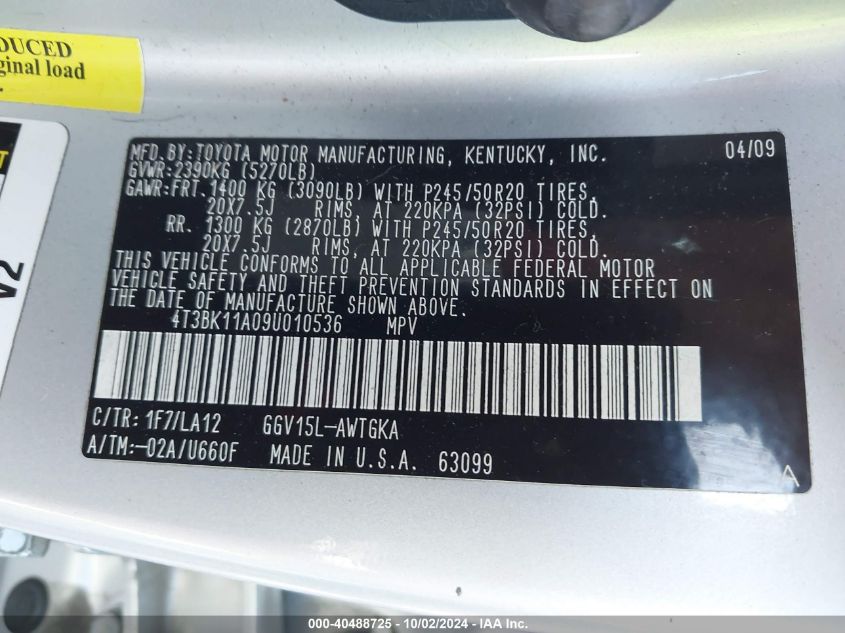 DUCED
ginal load
MFD.BY:TOYOTA MOTOR MANUFACTURING, KENTUCKY, INC. 04/09
GVWR:2390KG (5270LB)
GAWR:FRT. 1400 KG (3090LB) WITH P245/50R20 TIRES,
20X7.5J RIMS, AT 220KPA (32PSI) COLD.
RR. 1300 KG (2870LB) WITH P245/50R20 TIRES,
20X7.5J RIMS, AT 220KPA (32PSI) COLD.
THIS VEHICLE CONFORMS TO ALL APPLICABLE FEDERAL MOTOR
VEHICLE SAFETY AND THEFT PREVENTION STANDARDS IN EFFECT ON
THE DATE OF MANUFACTURE SHOWN ABOVE.
4T3BK11A09U010536 MPV
C/TR: 1F7/LA12 GGV15L-AWTGKA
A/TM:-02A/U660F MADE IN U.S.A. 63099
A
V2
000-40488725 - 10/02/2024 - IAA Inc.